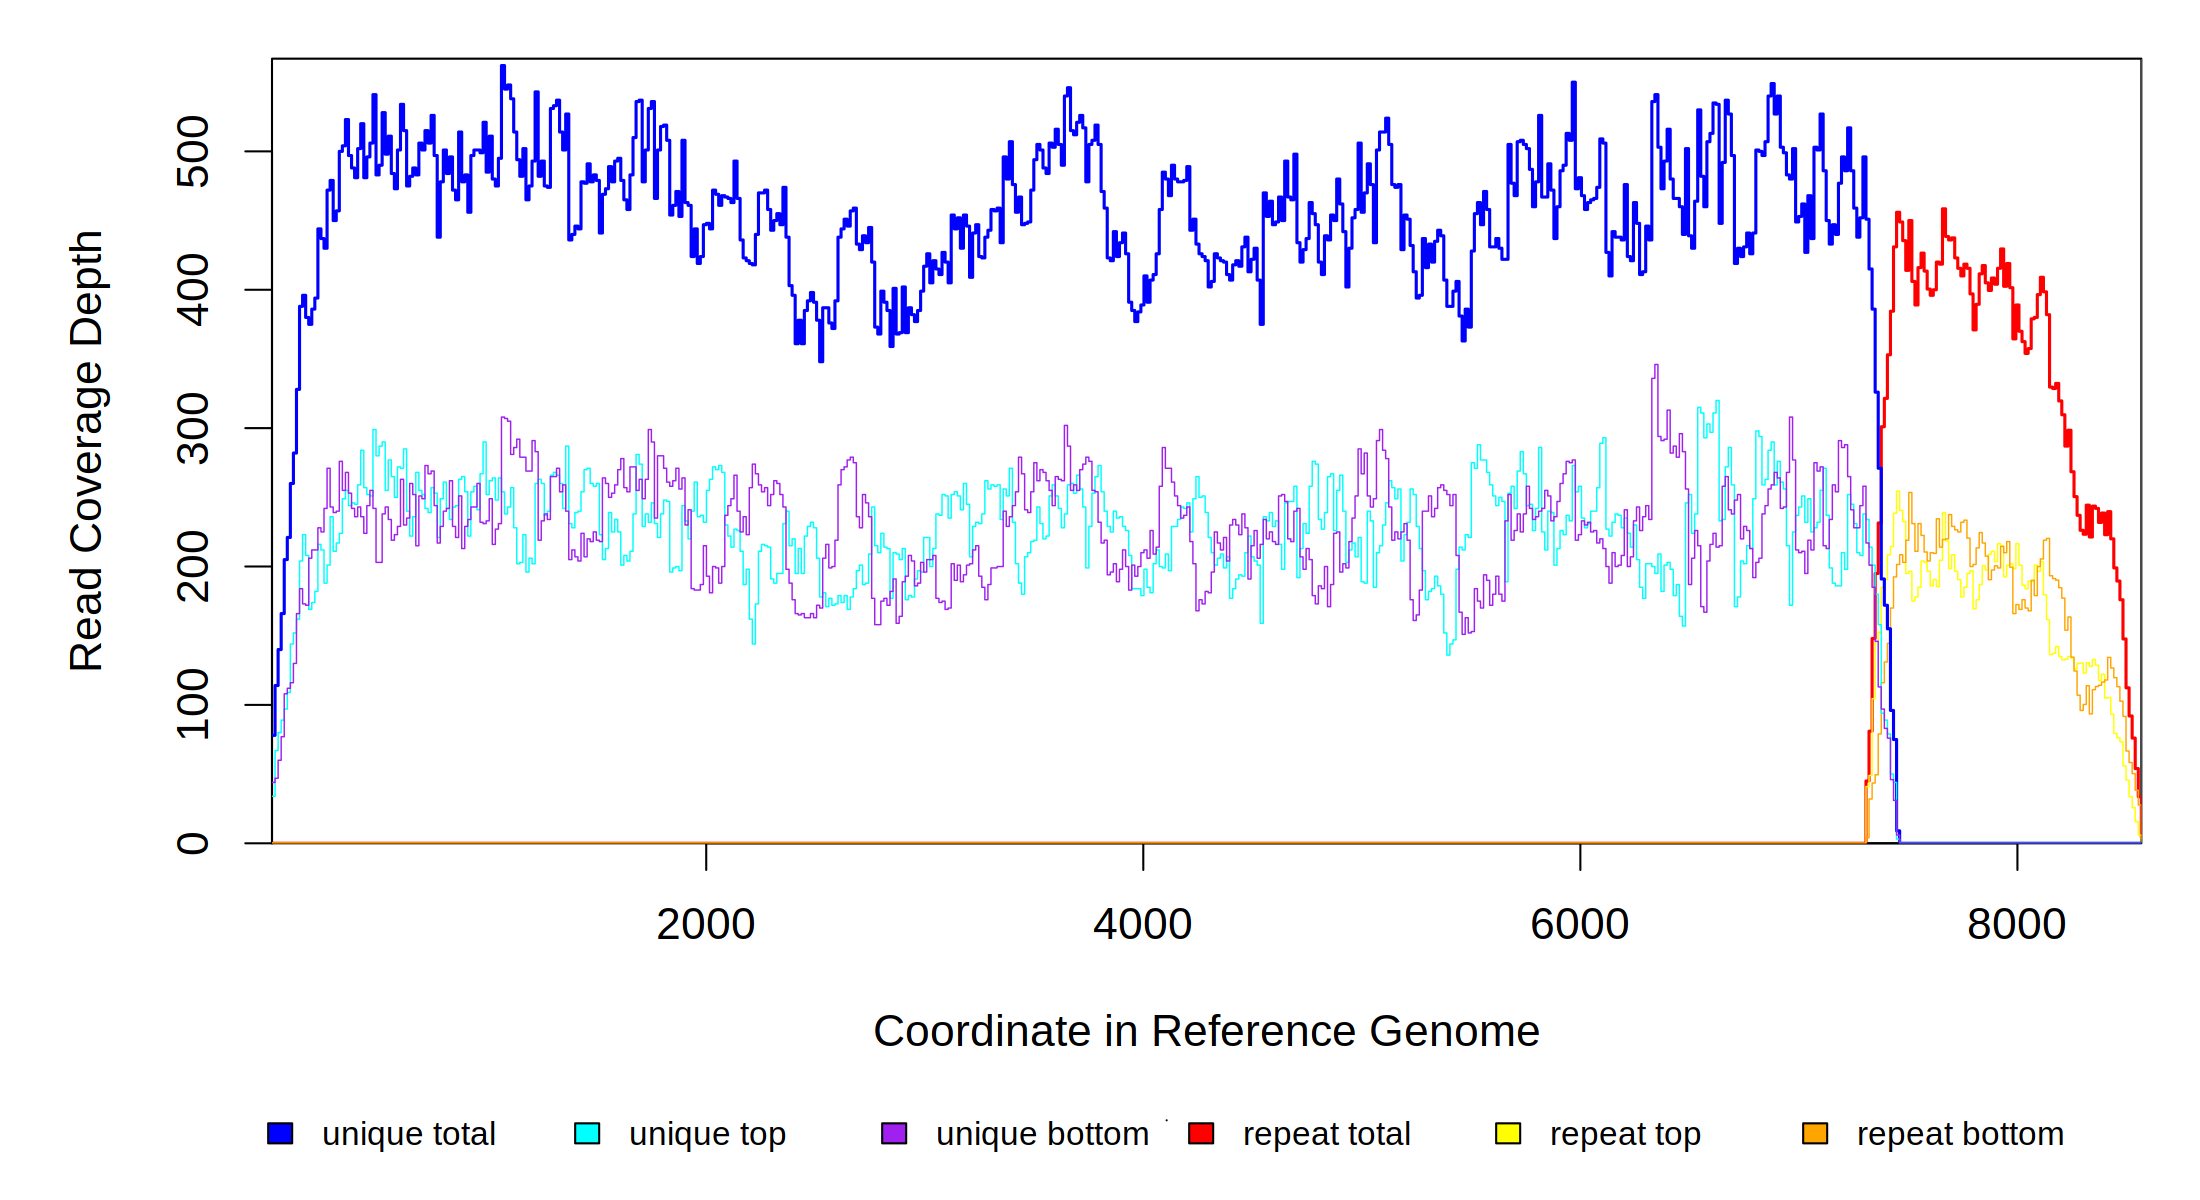 Read Coverage Depth
500
400
300
200
100
0
2000 4000 6000 8000
Coordinate in Reference Genome
unique total unique top unique bottom repeat total repeat top repeat bottom